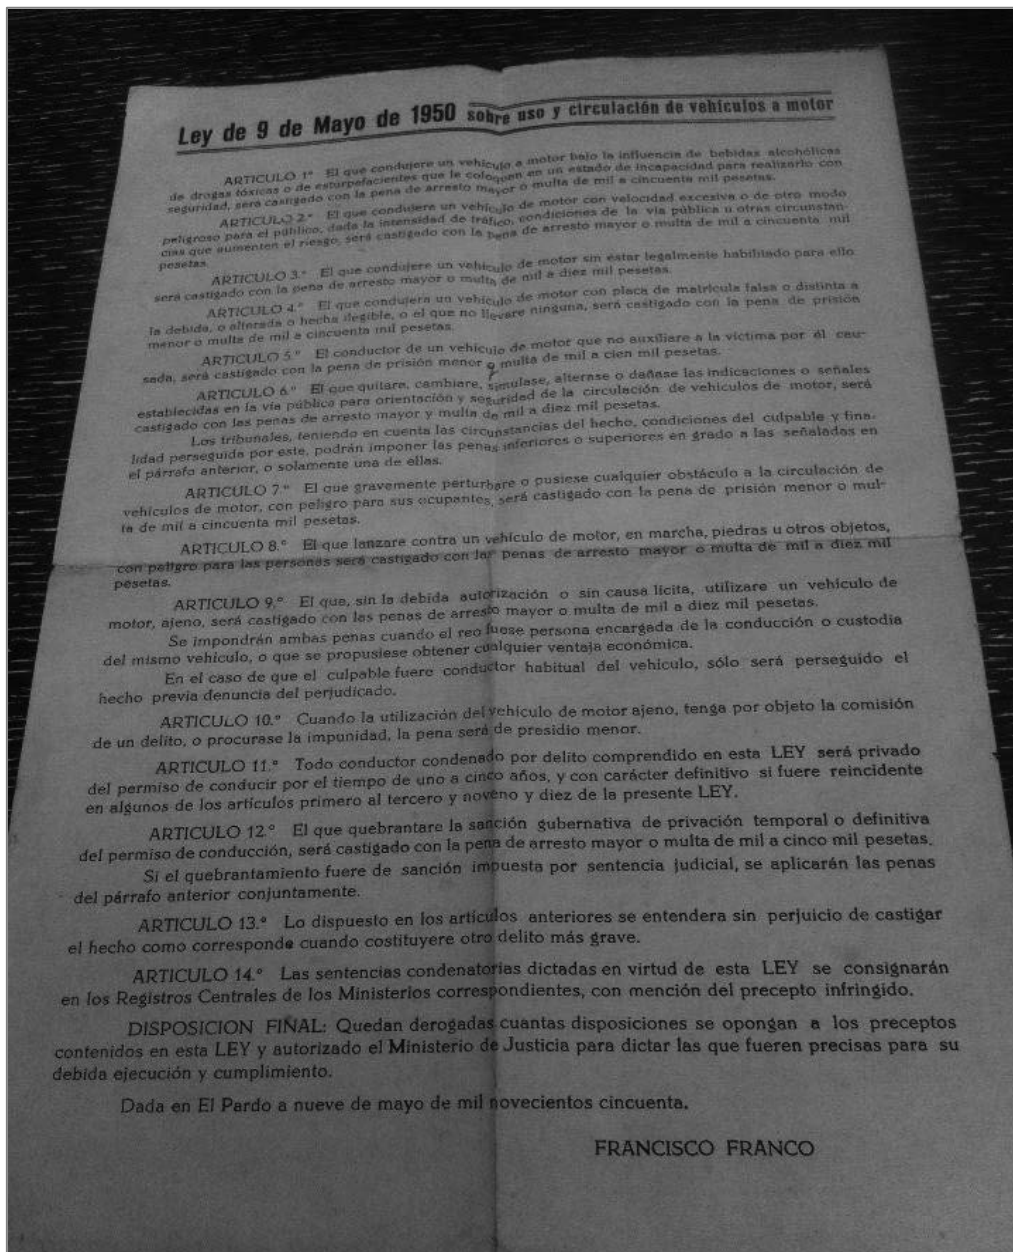 Ley de 9 de Mayo de 1950 sobre uso y circulación de vehículos a motor
ARTICULO 1º El que condujere un vehículo a motor bajo la influencia de bebidas alcohólicas
de drogas tóxicas o de esturpefacientes que le coloquen en un estado de incapacidad para realizarlo con
seguridad, será castigado con la pena de arresto mayor o multa de mil a cincuenta mil pesetas.
ARTICULO 2.º El que condujere un vehículo de motor con velocidad excesiva o de otro modo
peligroso para el público, dada la intensidad de tráfico, condiciones de la vía pública u otras circunstan-
cias que aumenten el riesgo, será castigado con la pena de arresto mayor o multa de mil a cincuenta mil
pesetas.
ARTICULO 3.º El que condujere un vehículo de motor sin estar legalmente habilitado para ello
será castigado con la pena de arresto mayor o multa de mil a diez mil pesetas.
ARTICULO 4.º El que condujera un vehículo de motor con placa de matrícula falsa o distinta a
la debida, o alterada o hecha ilegible, o el que no llevare ninguna, será castigado con la pena de prisión
menor o multa de mil a cincuenta mil pesetas.
ARTICULO 5.º El conductor de un vehículo de motor que no auxiliare a la víctima por él cau-
sada, será castigado con la pena de prisión menor o multa de mil a cien mil pesetas.
ARTICULO 6.º El que quitare, cambiare, simulase, alterase o dañase las indicaciones o señales
establecidas en la vía pública para orientación y seguridad de la circulación de vehículos de motor, será
castigado con las penas de arresto mayor y multa de mil a diez mil pesetas.
Los tribunales, teniendo en cuenta las circunstancias del hecho, condiciones del culpable y fina-
lidad perseguida por este, podrán imponer las penas inferiores o superiores en grado a las señaladas en
el párrafo anterior, o solamente una de ellas.
ARTICULO 7.º El que gravemente perturbare o pusiese cualquier obstáculo a la circulación de
vehículos de motor, con peligro para sus ocupantes, será castigado con la pena de prisión menor o mul-
ta de mil a cincuenta mil pesetas.
ARTICULO 8.º El que lanzare contra un vehículo de motor, en marcha, piedras u otros objetos,
con peligro para las personas será castigado con las penas de arresto mayor o multa de mil a diez mil
pesetas.
ARTICULO 9.º El que, sin la debida autorización o sin causa lícita, utilizare un vehículo de
motor, ajeno, será castigado con las penas de arresto mayor o multa de mil a diez mil pesetas.
Se impondrán ambas penas cuando el reo fuese persona encargada de la conducción o custodia
del mismo vehículo, o que se propusiese obtener cualquier ventaja económica.
En el caso de que el culpable fuere conductor habitual del vehículo, sólo será perseguido el
hecho previa denuncia del perjudicado.
ARTICULO 10.º Cuando la utilización del vehículo de motor ajeno, tenga por objeto la comisión
de un delito, o procurase la impunidad, la pena será de presidio menor.
ARTICULO 11.º Todo conductor condenado por delito comprendido en esta LEY será privado
del permiso de conducir por el tiempo de uno a cinco años, y con carácter definitivo si fuere reincidente
en algunos de los artículos primero al tercero y noveno y diez de la presente LEY.
ARTICULO 12.º El que quebrantare la sanción gubernativa de privación temporal o definitiva
del permiso de conducción, será castigado con la pena de arresto mayor o multa de mil a cinco mil pesetas.
Si el quebrantamiento fuere de sanción impuesta por sentencia judicial, se aplicarán las penas
del párrafo anterior conjuntamente.
ARTICULO 13.º Lo dispuesto en los artículos anteriores se entendera sin perjuicio de castigar
el hecho como corresponde cuando costituyere otro delito más grave.
ARTICULO 14.º Las sentencias condenatorias dictadas en virtud de esta LEY se consignarán
en los Registros Centrales de los Ministerios correspondientes, con mención del precepto infringido.
DISPOSICION FINAL: Quedan derogadas cuantas disposiciones se opongan a los preceptos
contenidos en esta LEY y autorizado el Ministerio de Justicia para dictar las que fueren precisas para su
debida ejecución y cumplimiento.
Dada en El Pardo a nueve de mayo de mil novecientos cincuenta.
FRANCISCO FRANCO